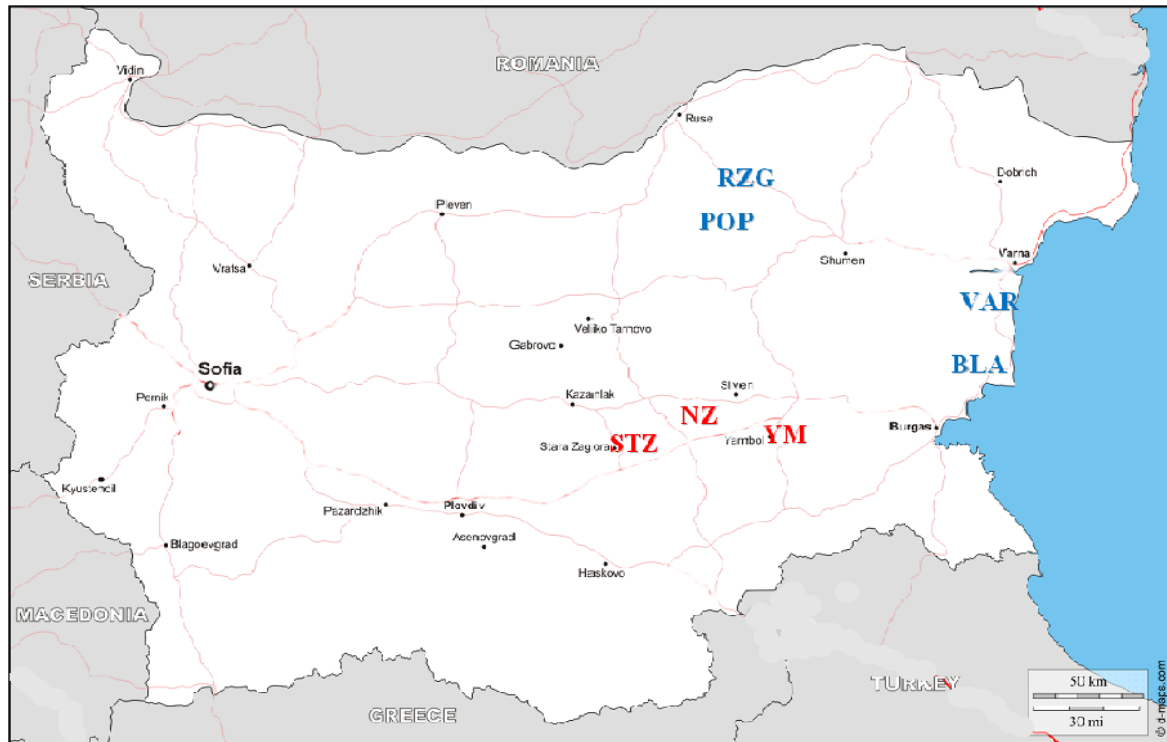 ROMANIA
Vidin
Ruse
RZG
Dobrich
Pleven
POP
Varna
Shumen
Vratsa
SERBIA
VAR
Veliko Tarnovo
Gabrovo
Sofia
BLA
Sliven
Kazanlak
Pernik
NZ
Burgas
YM
Yambol
Stara Zagora
STZ
Kyustendil
Pazardzhik
Plovdiv
Asenovgrad
Blagoevgrad
Haskovo
MACEDONIA
TURKEY
50 km
30 mi
GREECE
© d-maps.com